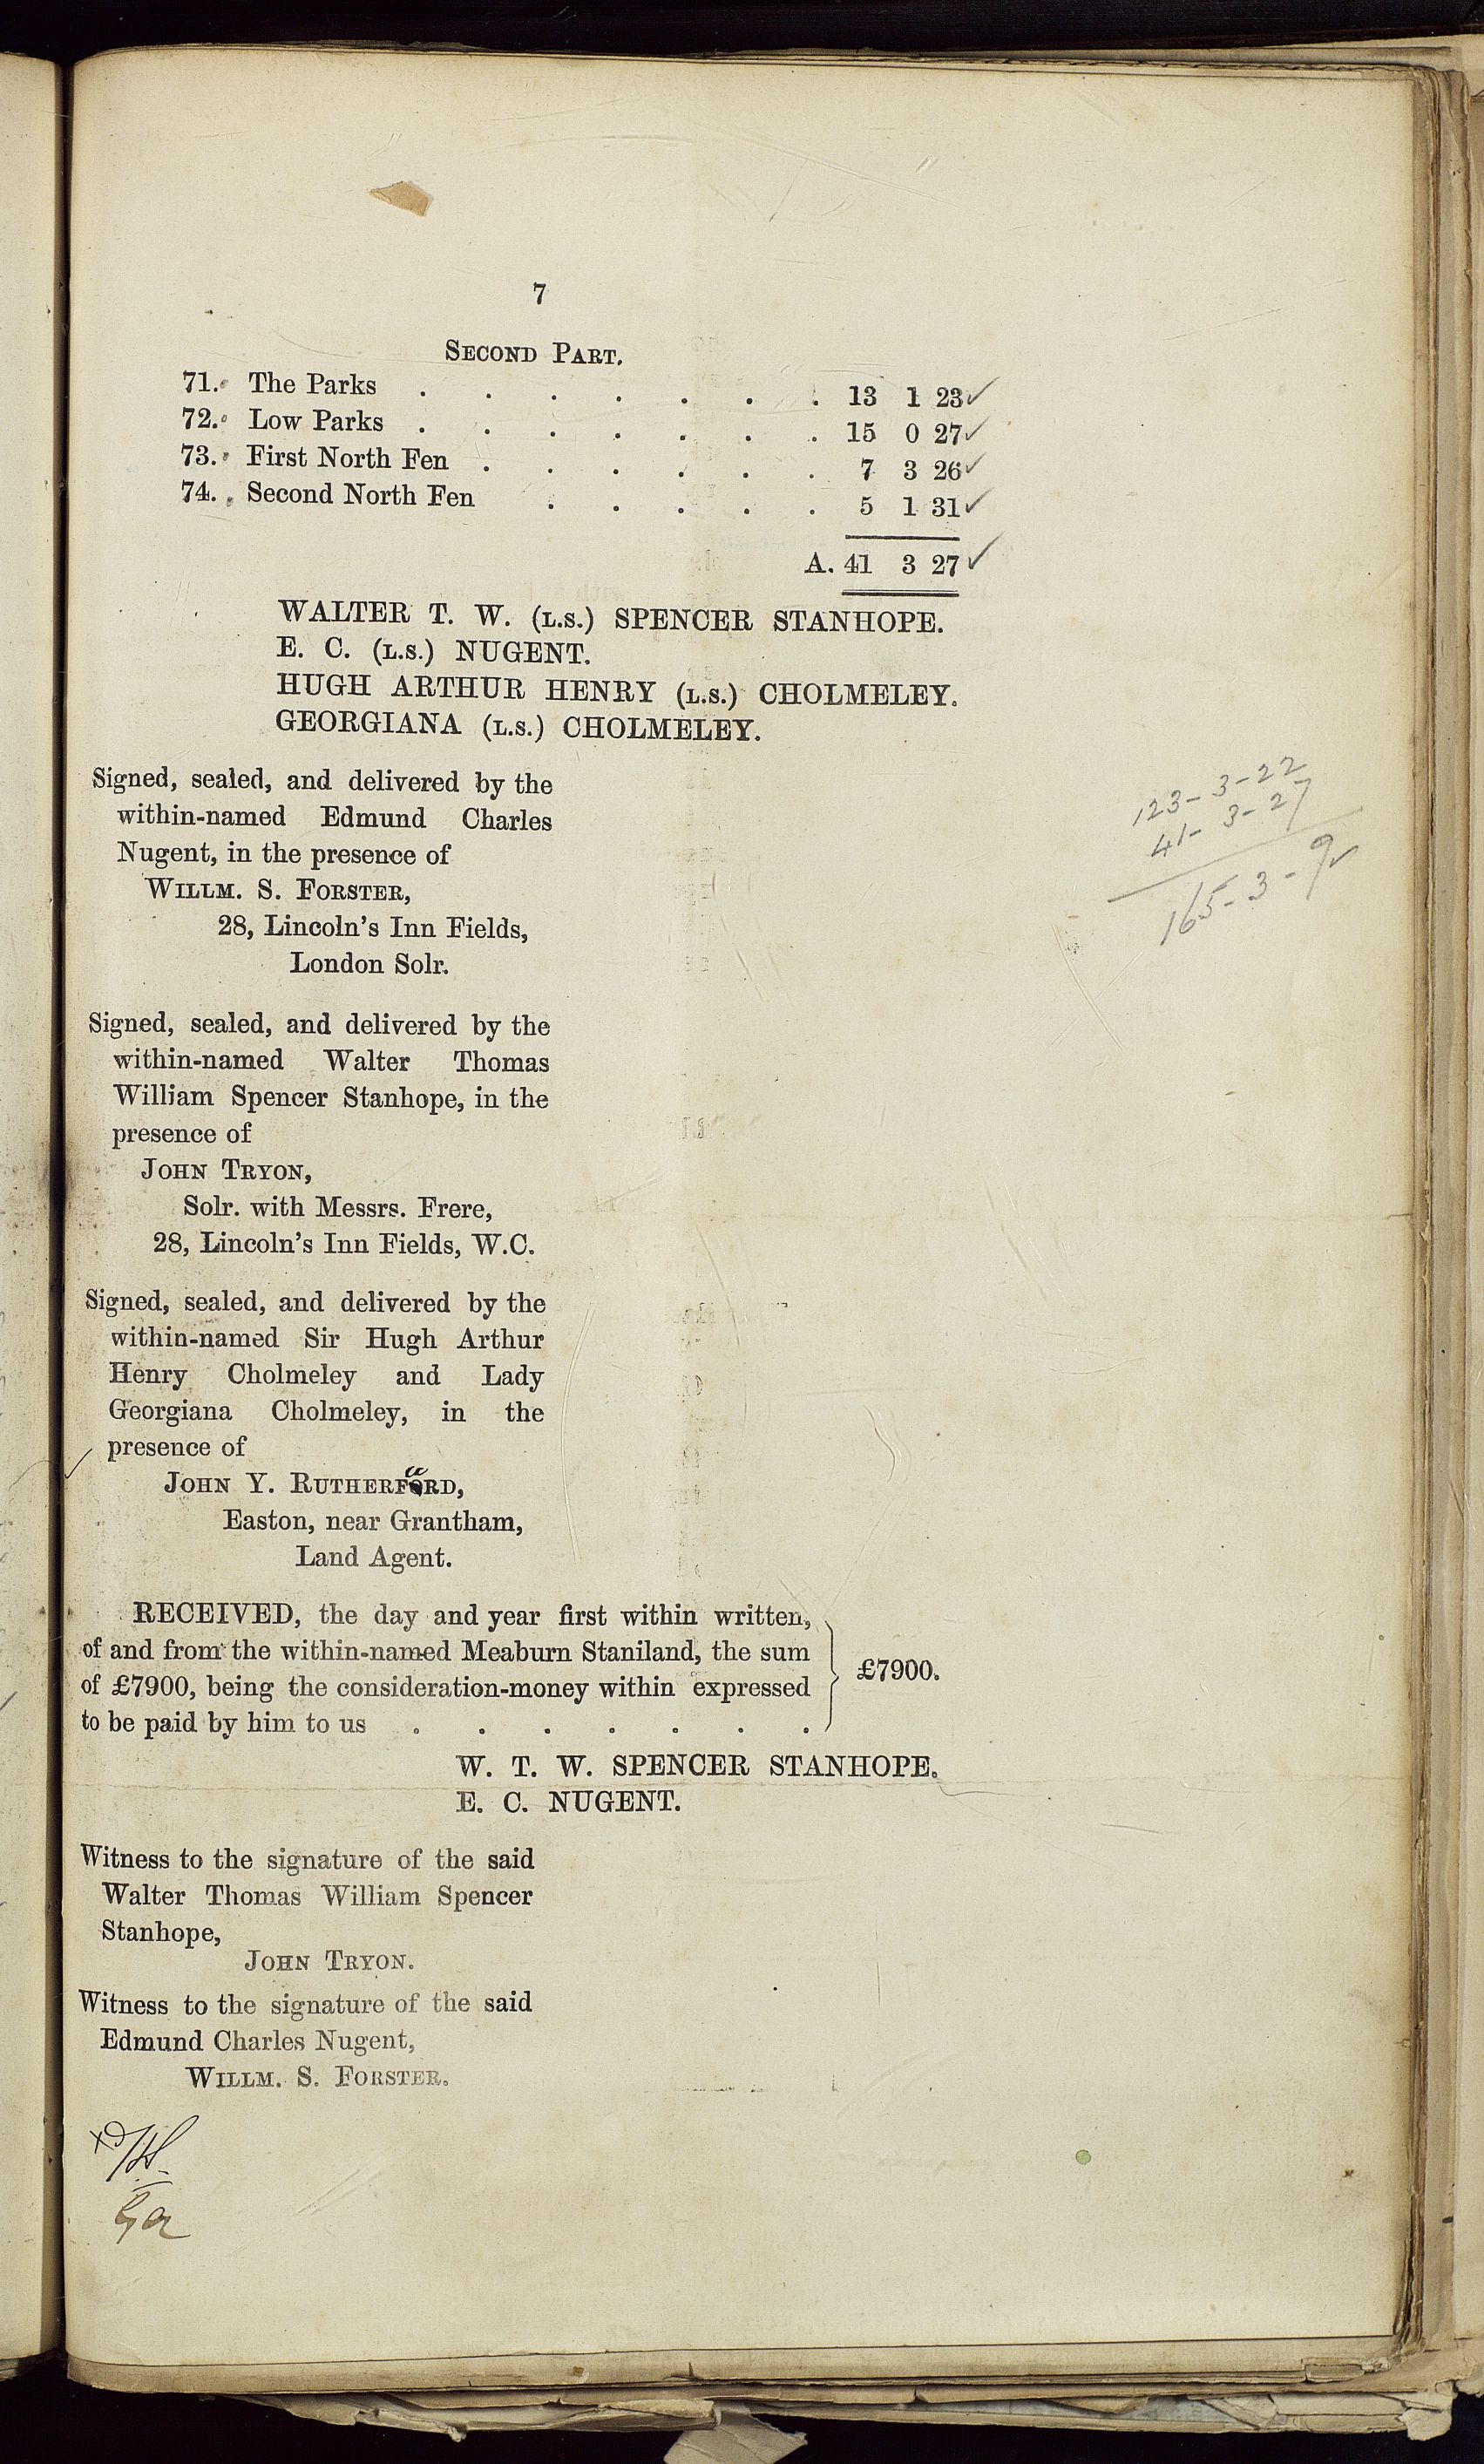 7
SECOND PART.
71. The Parks . . . . . . . 13 1 23✓
72. Low Parks . . . . . . . 15 0 27✓
73. First North Fen . . . . . . 7 3 26✓
74. Second North Fen . . . . . 5 1 31✓
A. 41 3 27✓
WALTER T. W. (L.S.) SPENCER STANHOPE.
E. C. (L.S.) NUGENT.
HUGH ARTHUR HENRY (L.S.) CHOLMELEY.
GEORGIANA (L.S.) CHOLMELEY.
Signed, sealed, and delivered by the
within-named Edmund Charles
Nugent, in the presence of
WILLM. S. FORSTER,
28, Lincoln's Inn Fields,
London Solr.
123-3-22
41-3-27
165-3-9✓
Signed, sealed, and delivered by the
within-named Walter Thomas
William Spencer Stanhope, in the
presence of
JOHN TRYON,
Solr. with Messrs. Frere,
28, Lincoln's Inn Fields, W.C.
Signed, sealed, and delivered by the
within-named Sir Hugh Arthur
Henry Cholmeley and Lady
Georgiana Cholmeley, in the
presence of
JOHN Y.
Easton, near Grantham,
Land Agent.
RECEIVED, the day and year first within written,
of and from the within-named Meaburn Staniland, the sum
of £7900, being the consideration-money within expressed
to be paid by him to us . . . . . . . £7900.
W. T. W. SPENCER STANHOPE.
E. C. NUGENT.
Witness to the signature of the said
Walter Thomas William Spencer
Stanhope,
JOHN TRYON.
Witness to the signature of the said
Edmund Charles Nugent,
WILLM. S. FORSTER.